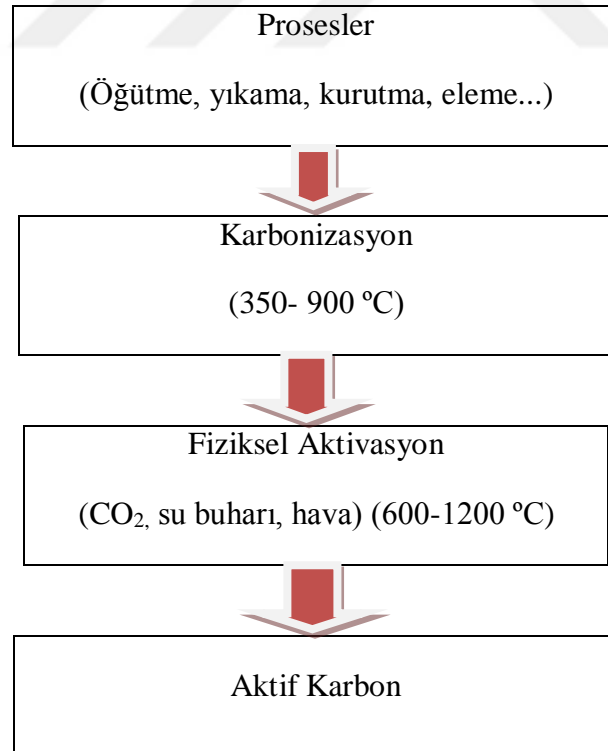 Prosesler
(Öğütme, yıkama, kurutma, eleme...)
Karbonizasyon
(350- 900 ºC)
Fiziksel Aktivasyon
(CO₂, su buharı, hava) (600-1200 ºC)
Aktif Karbon